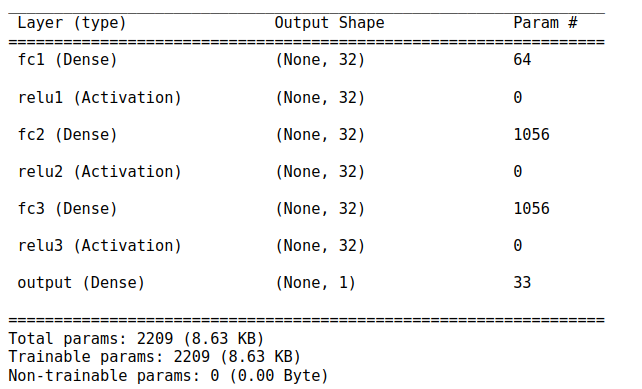 _________________________________________________________________
Layer (type)                Output Shape              Param #
=================================================================
fc1 (Dense)                 (None, 32)                64
relu1 (Activation)          (None, 32)                0
fc2 (Dense)                 (None, 32)                1056
relu2 (Activation)          (None, 32)                0
fc3 (Dense)                 (None, 32)                1056
relu3 (Activation)          (None, 32)                0
output (Dense)              (None, 1)                 33
=================================================================
Total params: 2209 (8.63 KB)
Trainable params: 2209 (8.63 KB)
Non-trainable params: 0 (0.00 Byte)